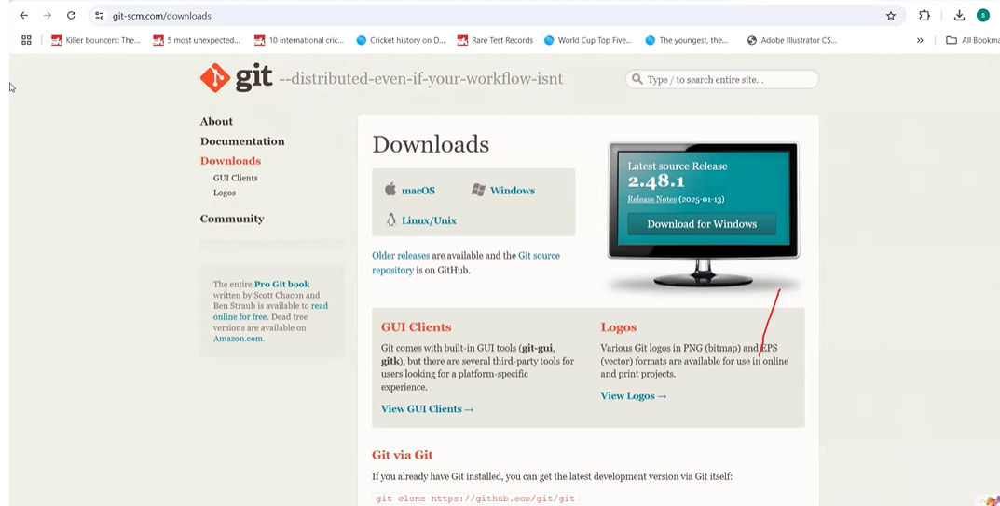 git-scm.com/downloads
S
Killer bouncers: The...
5 most unexpected...
10 international cric...
Cricket history on D...
Rare Test Records
World Cup Top Five...
The youngest, the...
Adobe Illustrator CS...
»
All Bookma
git --distributed-even-if-your-workflow-isnt
Type / to search entire site...
About
Documentation
Downloads
GUI Clients
Logos
Community
The entire Pro Git book
written by Scott Chacon and
Ben Straub is available to read
online for free. Dead tree
versions are available on
Amazon.com.
Downloads
macOS
Windows
Linux/Unix
Older releases are available and the Git source
repository is on GitHub.
Latest source Release
2.48.1
Release Notes (2025-01-13)
Download for Windows
GUI Clients
Git comes with built-in GUI tools (git-gui,
gitk), but there are several third-party tools for
users looking for a platform-specific
experience.
View GUI Clients →
Logos
Various Git logos in PNG (bitmap) and EPS
(vector) formats are available for use in online
and print projects.
View Logos →
Git via Git
If you already have Git installed, you can get the latest development version via Git itself:
git clone https://github.com/git/git